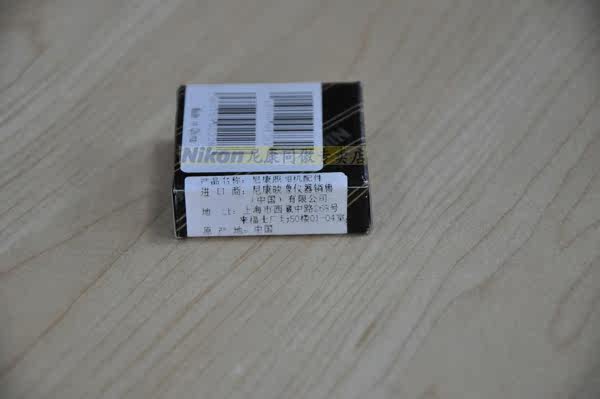 Nikon尼康同徽专卖店
产品名称: 尼康照相机配件
进口商: 尼康映像仪器销售
(中国)有限公司
地 址: 上海市西藏中路268号
来福士广场50楼01-04室
原产地: 中国